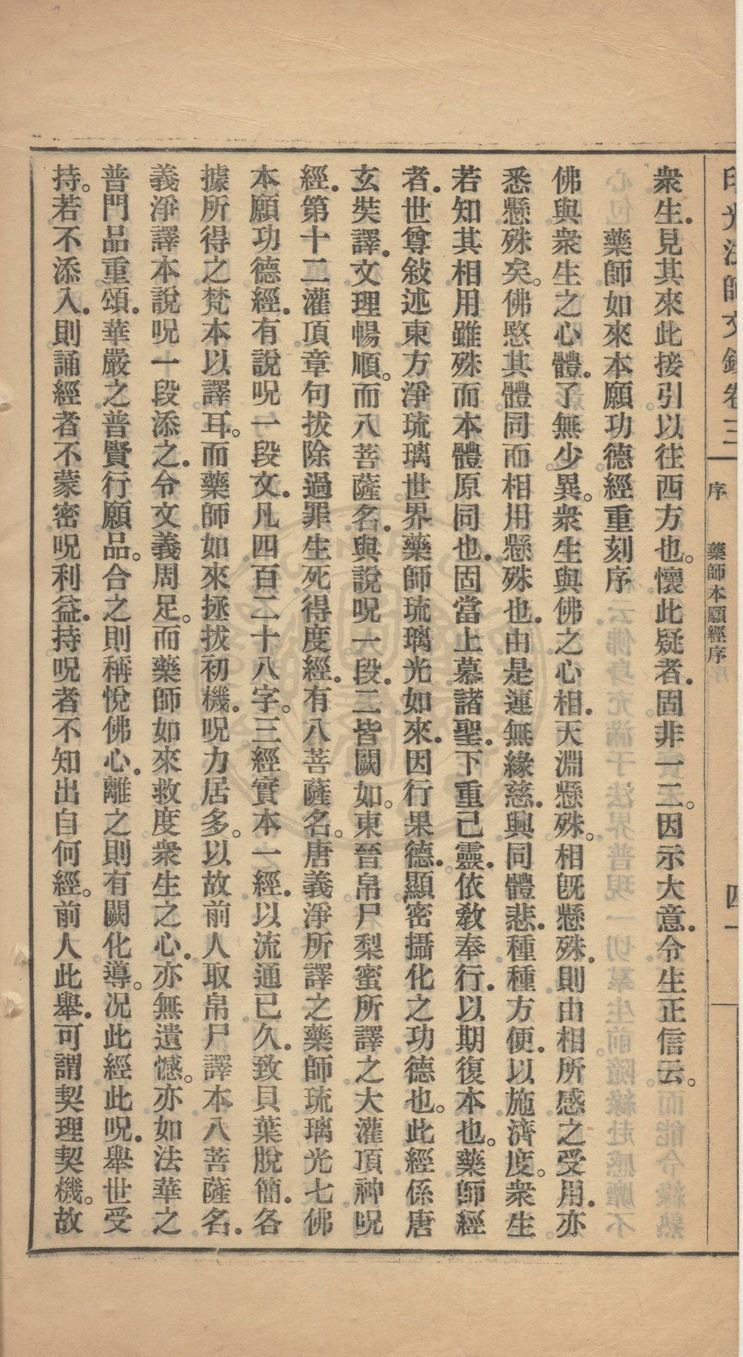 印光法師文鈔卷三 序 藥師本願經序 四一
衆生。見其來此接引以往西方也。懷此疑者。固非一二。因示大意。令生正信云。
藥師如來本願功德經重刻序
佛與衆生之心體。了無少異。衆生與佛之心相。天淵懸殊。相旣懸殊。則由相所感之受用。亦
悉懸殊矣。佛愍其體同而相用懸殊也。由是運無緣慈。興同體悲。種種方便。以施濟度。衆生
若知其相用雖殊而本體原同也。固當上慕諸聖。下重己靈。依敎奉行。以期復本也。藥師經
者。世尊敍述東方淨琉璃世界藥師琉璃光如來。因行果德。顯密攝化之功德也。此經係唐
玄奘譯。文理暢順。而八菩薩名。與說呪一段。二皆闕如。東晉帛尸梨蜜所譯之大灌頂神呪
經。第十二灌頂章句拔除過罪生死得度經。有八菩薩名。唐義淨所譯之藥師琉璃光七佛
本願功德經。有說呪一段文。凡四百二十八字。三經實本一經。以流通已久。致貝葉脫簡。各
據所得之梵本以譯耳。而藥師如來拯拔初機。呪力居多。以故前人取帛尸譯本八菩薩名。
義淨譯本說呪一段添之。令文義周足。而藥師如來救度衆生之心。亦無遺憾。亦如法華之
普門品重頌。華嚴之普賢行願品。合之則稱悅佛心。離之則有闕化導。況此經此呪。舉世受
持。若不添入。則誦經者不蒙密呪利益。持呪者不知出自何經。前人此舉。可謂契理契機。故